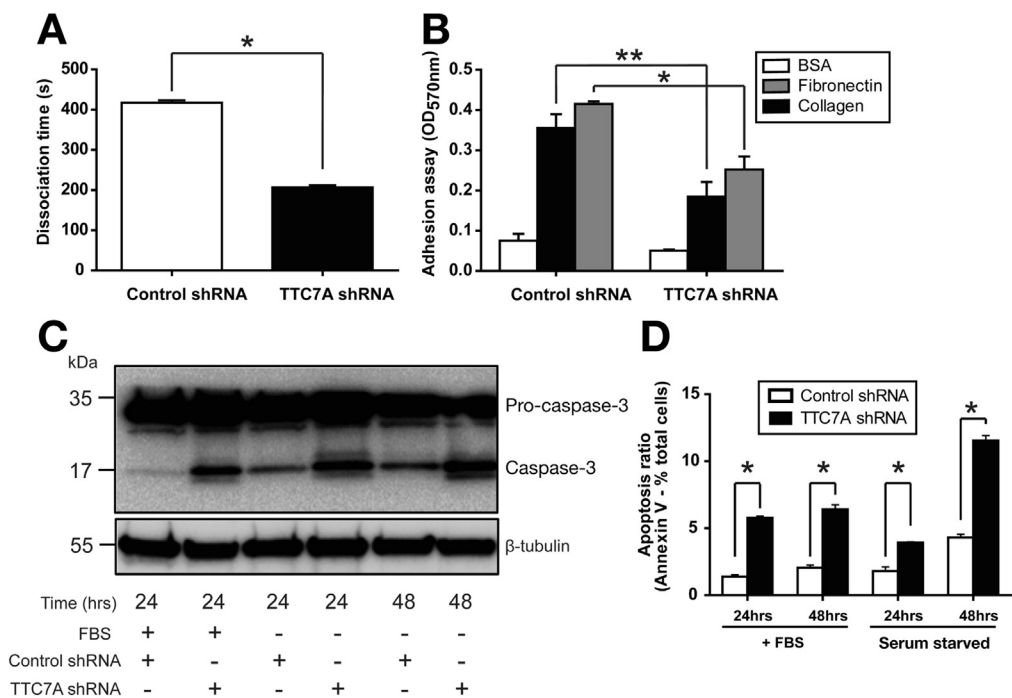 A
*
Dissociation time (s)
500
400
300
200
100
0
Control shRNA TTC7A shRNA
B
**
*
BSA
Fibronectin
Collagen
Adhesion assay (OD570nm)
0.5
0.4
0.3
0.2
0.1
0.0
Control shRNA TTC7A shRNA
C
kDa
35
Pro-caspase-3
17
Caspase-3
55
β-tubulin
Time (hrs) 24 24 24 24 48 48
FBS + + - - - -
Control shRNA + - + - + -
TTC7A shRNA - + - + - +
D
Control shRNA
TTC7A shRNA
Apoptosis ratio
(Annexin V - % total cells)
15
10
5
0
* * * *
24hrs 48hrs 24hrs 48hrs
+ FBS Serum starved